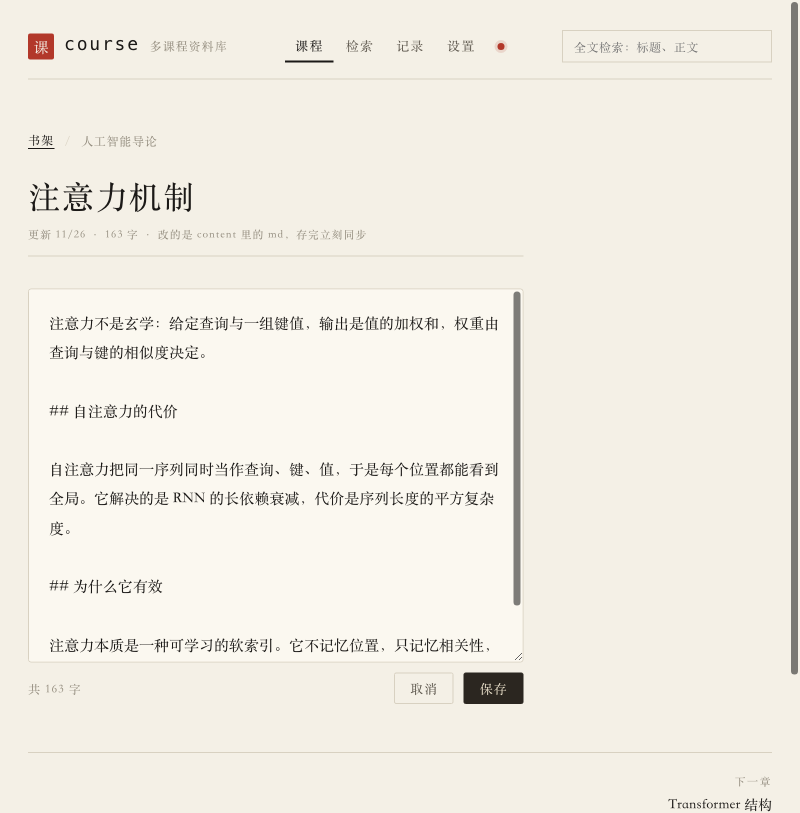 课 course 多课程资料库 课程 检索 记录 设置 全文检索：标题、正文
书架 / 人工智能导论
注意力机制
更新 11/26 · 163 字 · 改的是 content 里的 md，存完立刻同步
注意力不是玄学：给定查询与一组键值，输出是值的加权和，权重由
查询与键的相似度决定。
## 自注意力的代价
自注意力把同一序列同时当作查询、键、值，于是每个位置都能看到
全局。它解决的是 RNN 的长依赖衰减，代价是序列长度的平方复杂
度。
## 为什么它有效
注意力本质是一种可学习的软索引。它不记忆位置，只记忆相关性，
共 163 字 取消 保存
下一章
Transformer 结构